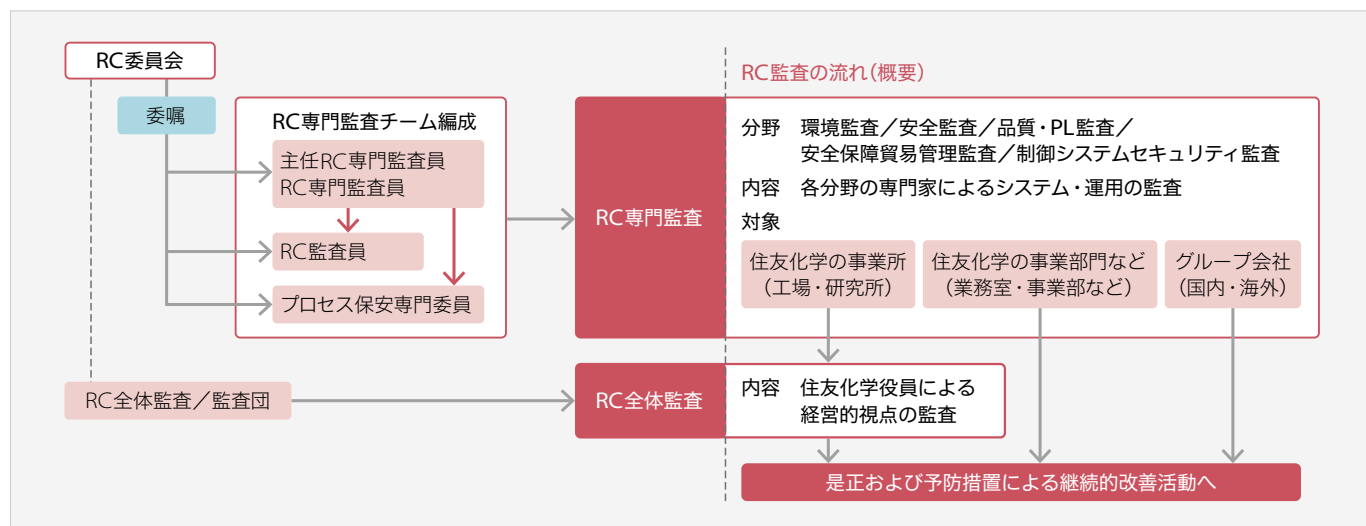 RC委員会
委嘱
RC専門監査チーム編成
主任RC専門監査員
RC専門監査員
RC監査員
プロセス保安専門委員
RC全体監査／監査団
RC監査の流れ（概要）
RC専門監査
分野 環境監査／安全監査／品質・PL監査／
安全保障貿易管理監査／制御システムセキュリティ監査
内容 各分野の専門家によるシステム・運用の監査
対象
住友化学の事業所
（工場・研究所）
住友化学の事業部門など
（業務室・事業部など）
グループ会社
（国内・海外）
RC全体監査
内容 住友化学役員による
経営的視点の監査
是正および予防措置による継続的改善活動へ